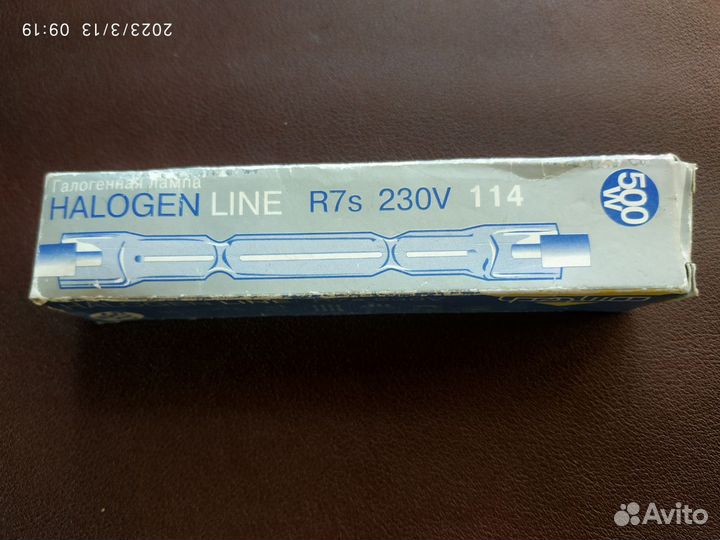 2023/3/13 09:19
Галогенная лампа
HALOGEN LINE R7s 230V 114
500
W
Avito